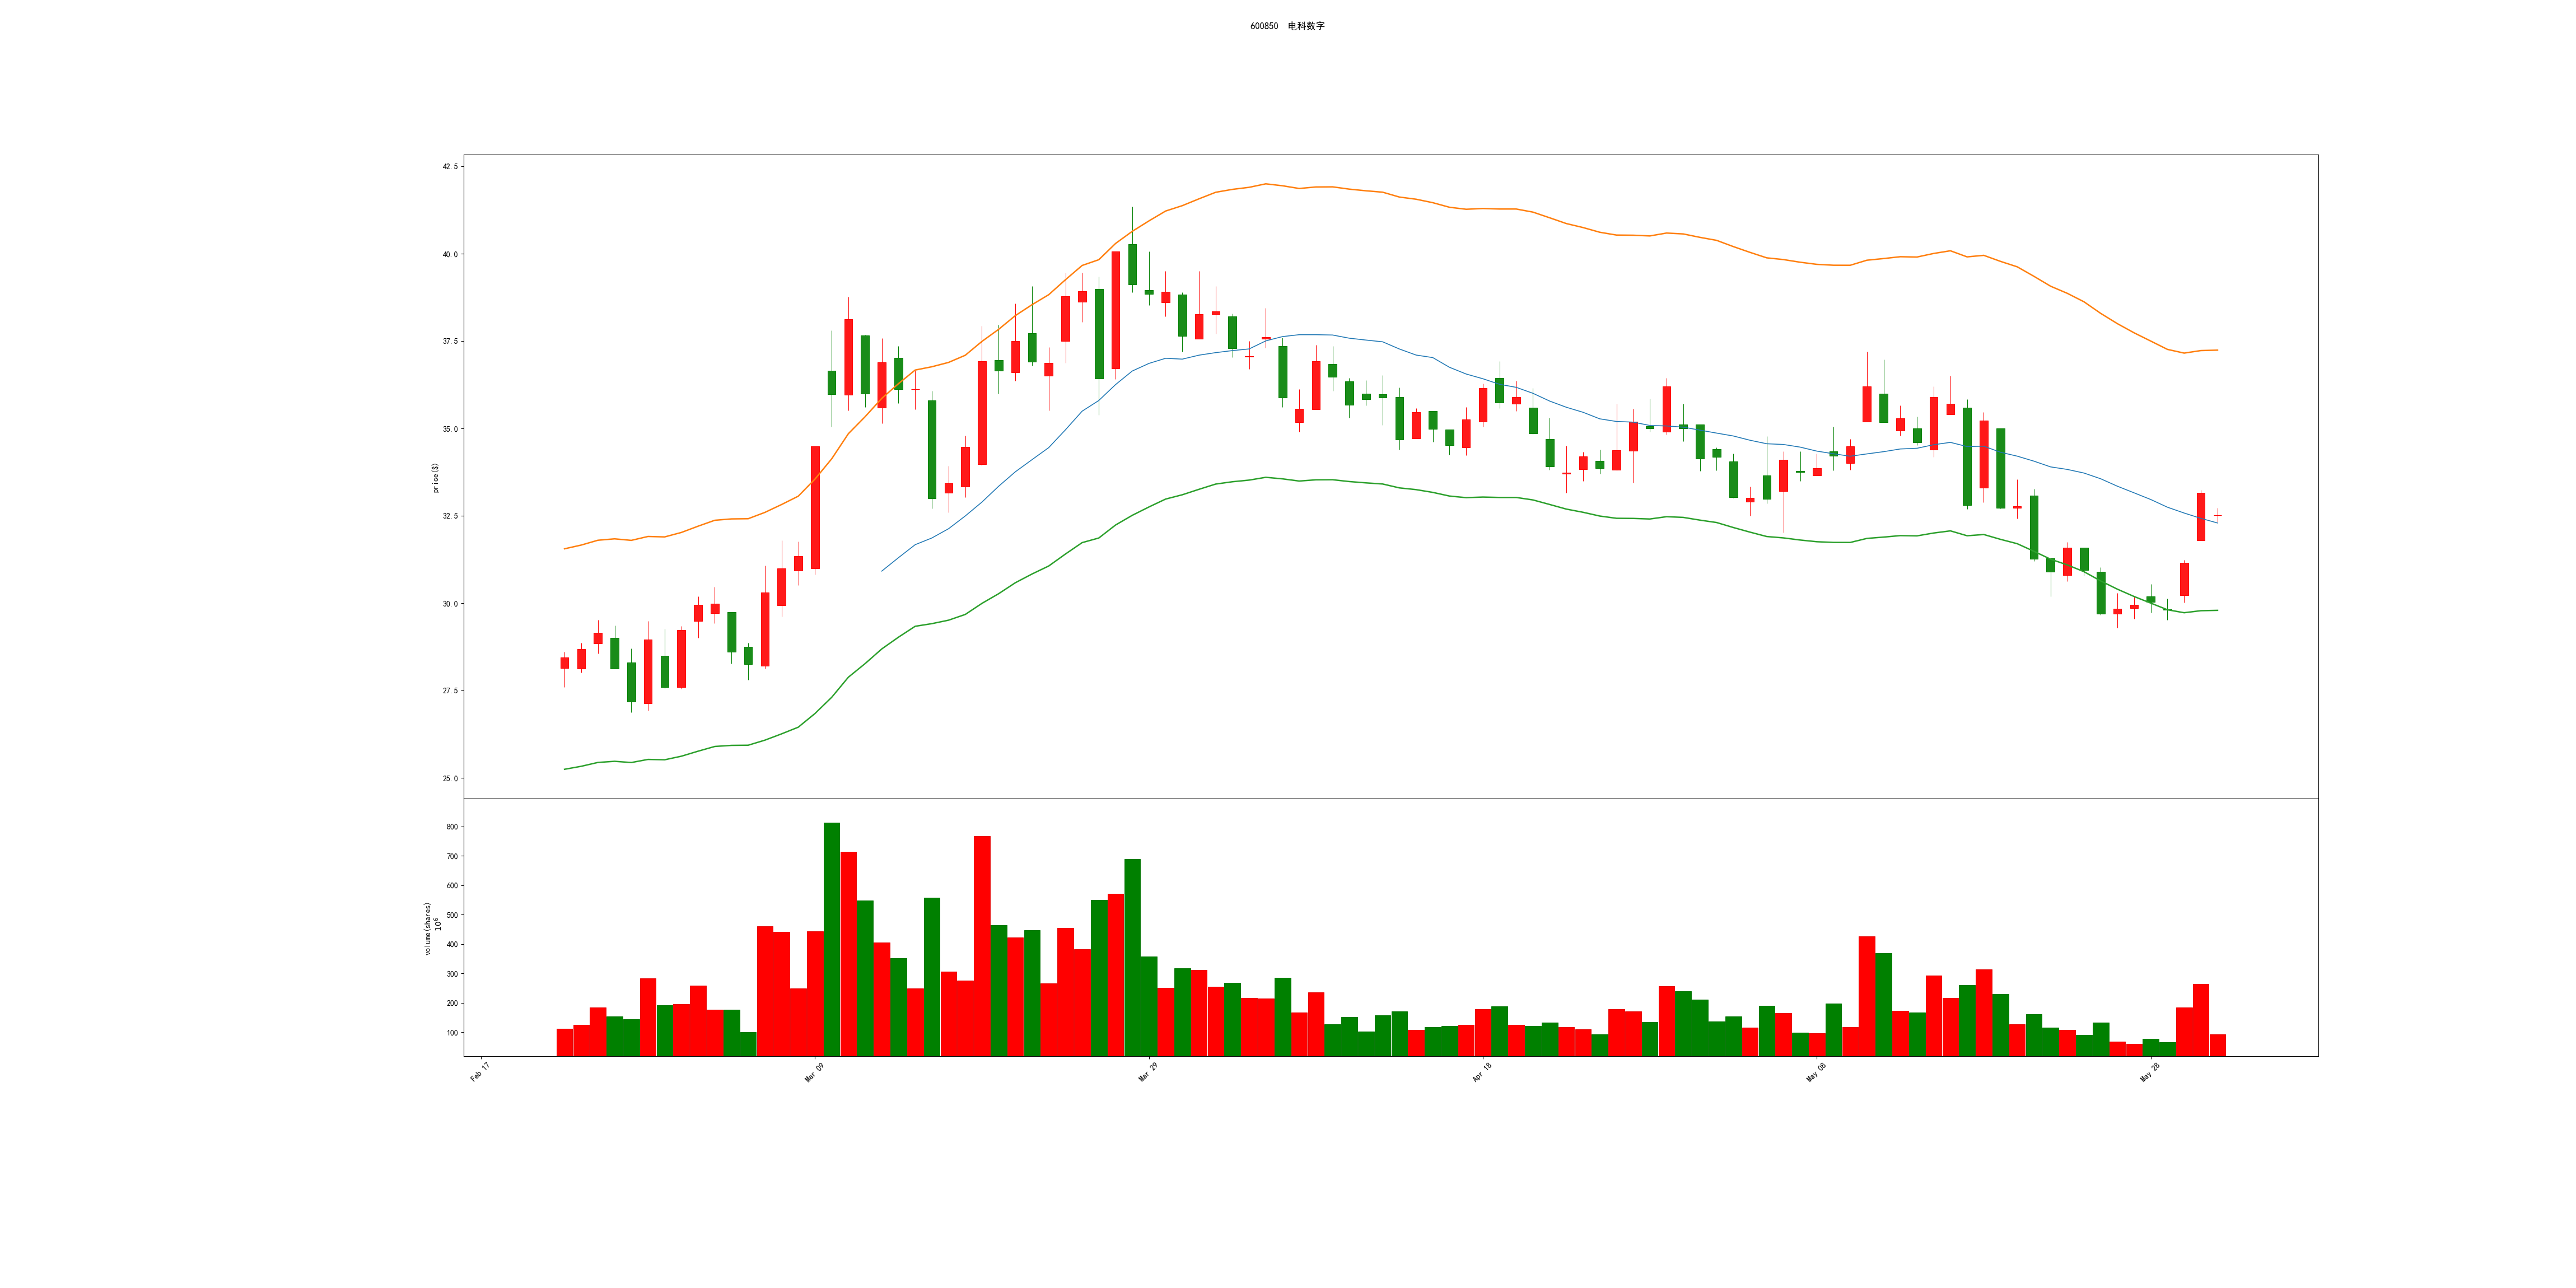 600850 电科数字
42.5
40.0
37.5
35.0
32.5
30.0
27.5
25.0
price($)
800
700
600
500
400
300
200
100
volume(shares)
10^6
Feb 17
Mar 09
Mar 29
Apr 18
May 08
May 28